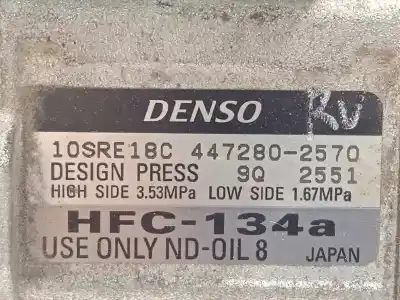 DENSO
RV
10SRE18C 447280-2570
DESIGN PRESS 9Q 2551
HIGH SIDE 3.53MPa LOW SIDE 1.67MPa
HFC-134a
USE ONLY ND-OIL 8 JAPAN